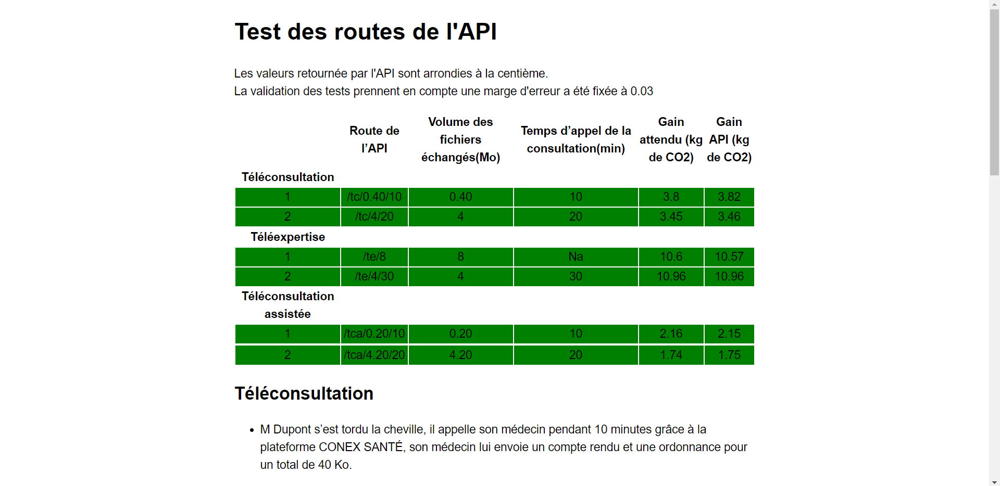 Test des routes de l'API
Les valeurs retournée par l'API sont arrondies à la centième.
La validation des tests prennent en compte une marge d'erreur a été fixée à 0.03
Route de
l’API
Volume des
fichiers
échangés(Mo)
Temps d’appel de la
consultation(min)
Gain
attendu (kg
de CO2)
Gain
API (kg
de CO2)
Téléconsultation
1 /tc/0.40/10 0.40 10 3.8 3.82
2 /tc/4/20 4 20 3.45 3.46
Téléexpertise
1 /te/8 8 Na 10.6 10.57
2 /te/4/30 4 30 10.96 10.96
Téléconsultation
assistée
1 /tca/0.20/10 0.20 10 2.16 2.15
2 /tca/4.20/20 4.20 20 1.74 1.75
Téléconsultation
• M Dupont s’est tordu la cheville, il appelle son médecin pendant 10 minutes grâce à la
plateforme CONEX SANTÉ, son médecin lui envoie un compte rendu et une ordonnance pour
un total de 40 Ko.